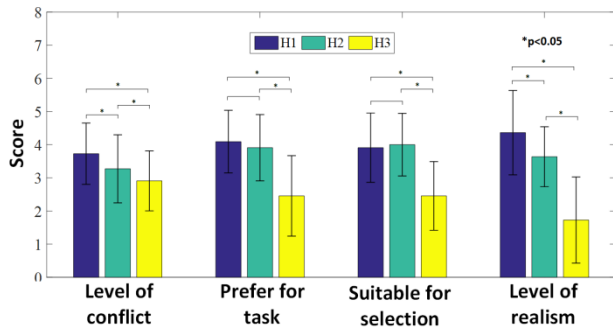 8
7
6
5
4
3
2
1
0
Score
H1 H2 H3
*p<0.05
* * * *
* * * * * *
Level of conflict
Prefer for task
Suitable for selection
Level of realism